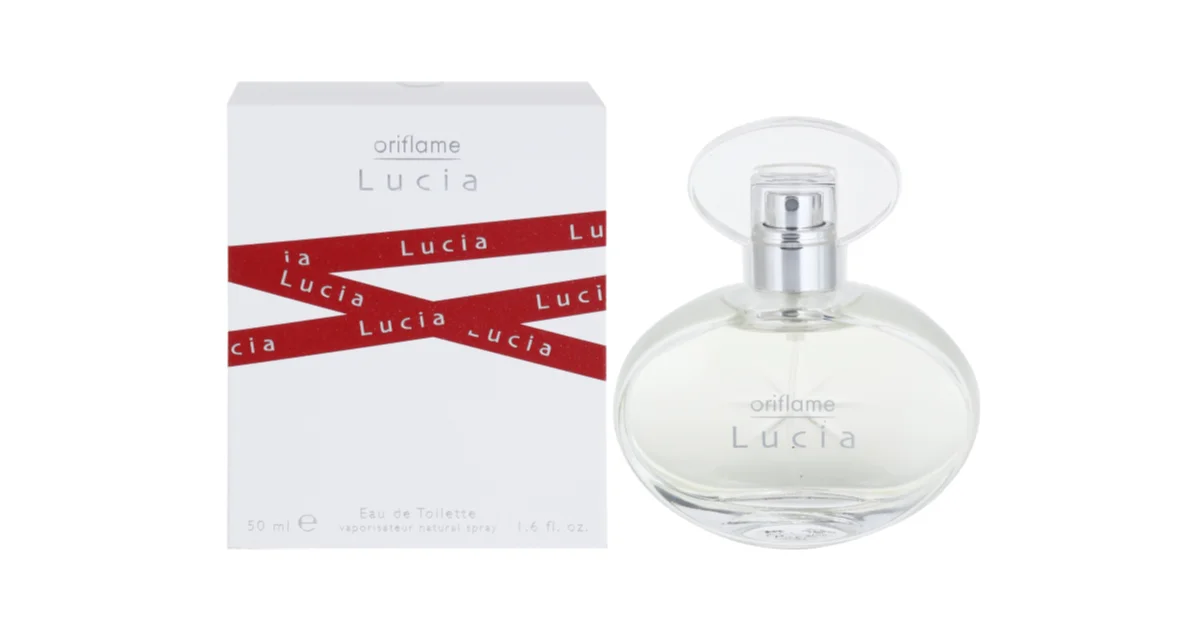 oriflame
Lucia
Lucia
Lu
ia
Lucia
Luci
Lucia
Lucia
cia
50 ml ℮
Eau de Toilette
vaporisateur natural spray
1.6 fl. oz.
oriflame
Lucia